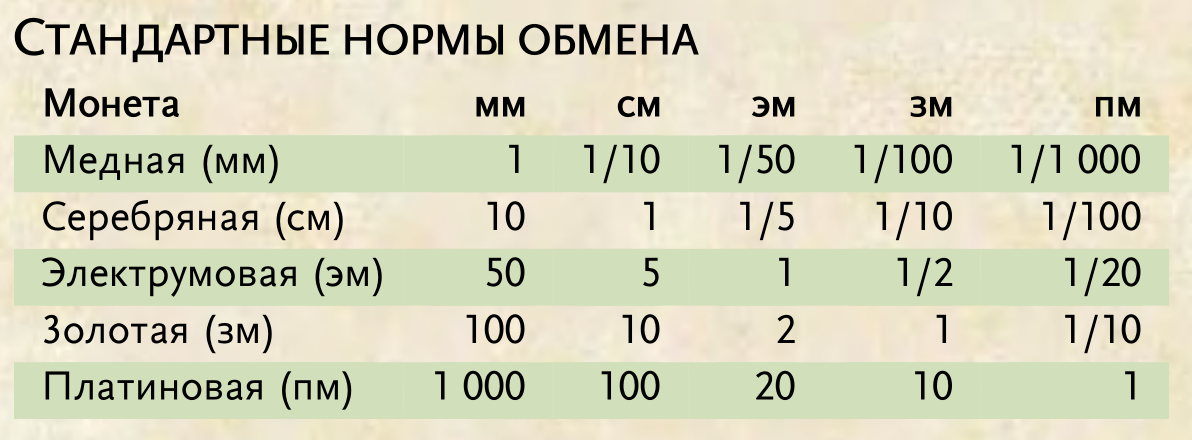 Стандартные нормы обмена
Монета мм см эм зм пм
Медная (мм) 1 1/10 1/50 1/100 1/1 000
Серебряная (см) 10 1 1/5 1/10 1/100
Электрумовая (эм) 50 5 1 1/2 1/20
Золотая (зм) 100 10 2 1 1/10
Платиновая (пм) 1 000 100 20 10 1